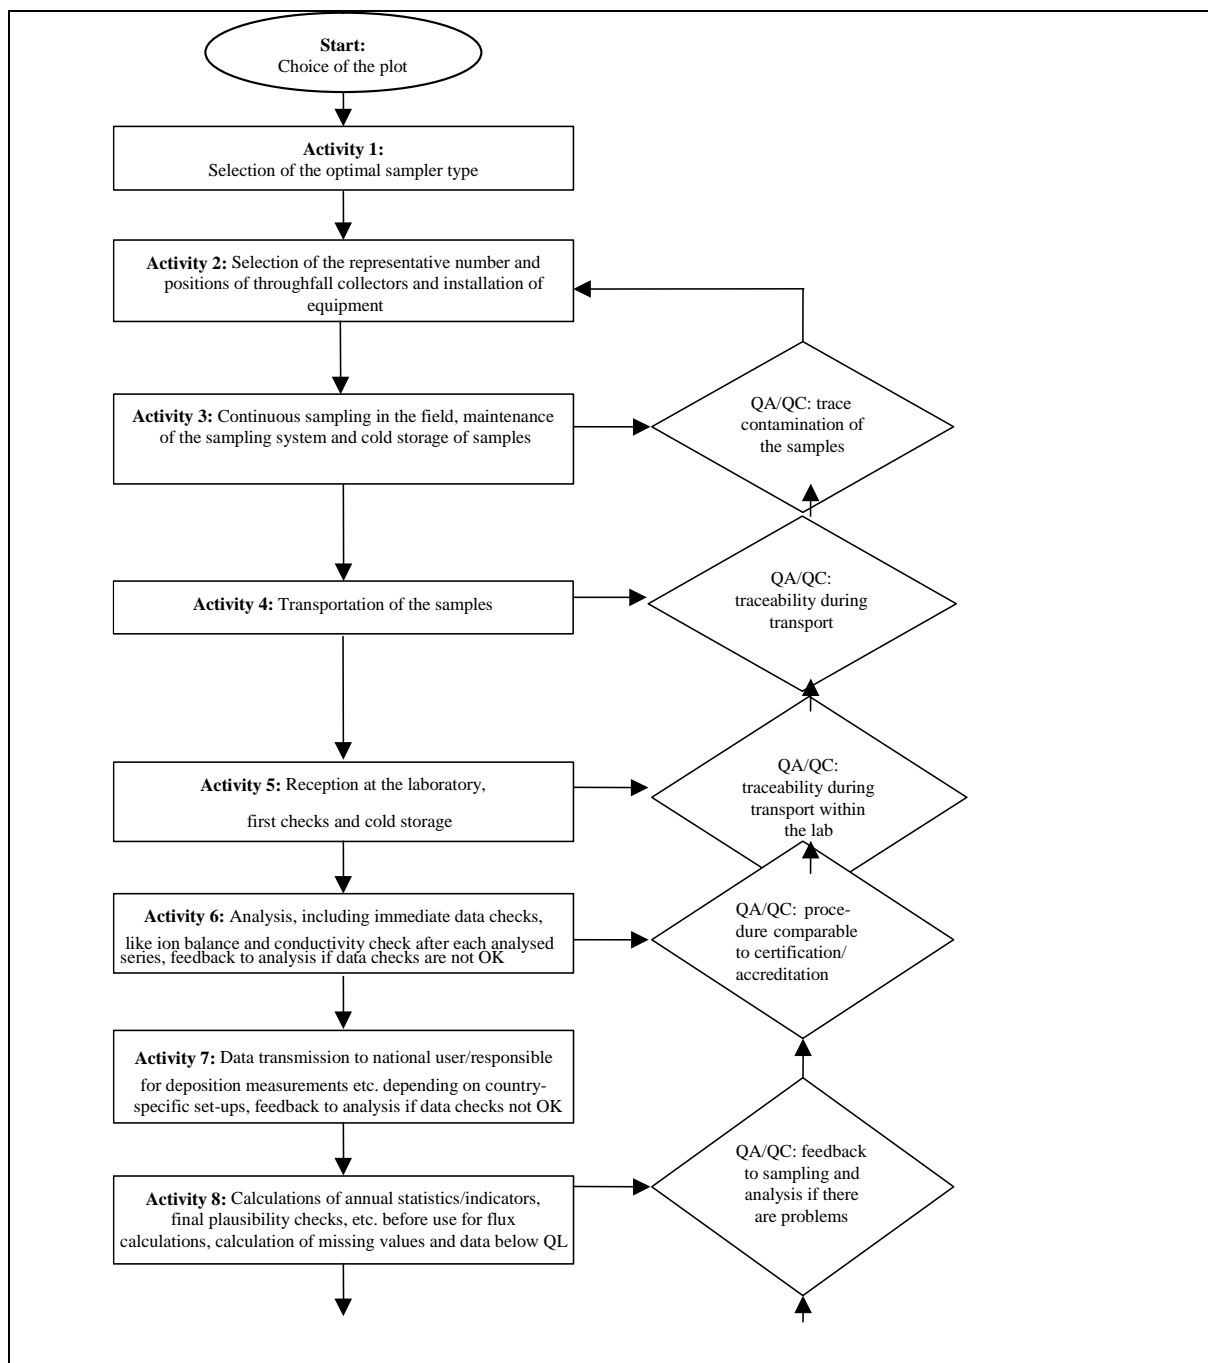 Start:
Choice of the plot
Activity 1:
Selection of the optimal sampler type
Activity 2: Selection of the representative number and
positions of throughfall collectors and installation of
equipment
QA/QC: trace
contamination of
the samples
Activity 3: Continuous sampling in the field, maintenance
of the sampling system and cold storage of samples
QA/QC:
traceability during
transport
Activity 4: Transportation of the samples
QA/QC:
traceability during
transport within
the lab
Activity 5: Reception at the laboratory,
first checks and cold storage
Activity 6: Analysis, including immediate data checks,
like ion balance and conductivity check after each analysed
series, feedback to analysis if data checks are not OK
QA/QC: proce-
dure comparable
to certification/
accreditation
Activity 7: Data transmission to national user/responsible
for deposition measurements etc. depending on country-
specific set-ups, feedback to analysis if data checks not OK
Activity 8: Calculations of annual statistics/indicators,
final plausibility checks, etc. before use for flux
calculations, calculation of missing values and data below QL
QA/QC: feedback
to sampling and
analysis if there
are problems